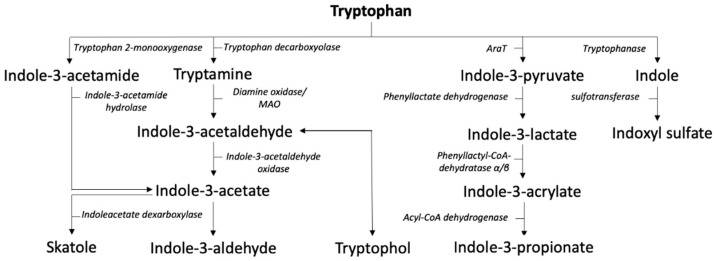 Tryptophan
Tryptophan 2-monooxygenase
Tryptophan decarboxyolase
AraT
Tryptophanase
Indole-3-acetamide
Tryptamine
Indole-3-pyruvate
Indole
Indole-3-acetamide
hydrolase
Diamine oxidase/
MAO
Phenyllactate dehydrogenase
sulfotransferase
Indole-3-acetaldehyde
Indole-3-lactate
Indoxyl sulfate
Indole-3-acetaldehyde
oxidase
Phenyllactyl-CoA-
dehydratase α/β
Indole-3-acetate
Indole-3-acrylate
Indoleacetate dexarboxylase
Acyl-CoA dehydrogenase
Skatole
Indole-3-aldehyde
Tryptophol
Indole-3-propionate